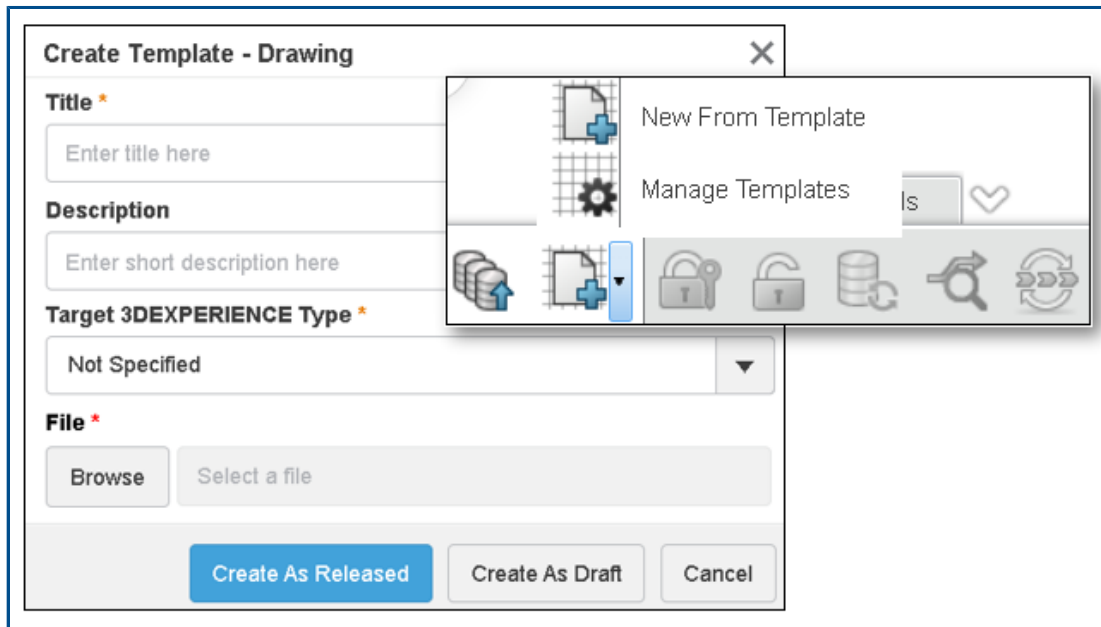 Create Template - Drawing
Title *
Enter title here
Description
Enter short description here
Target 3DEXPERIENCE Type *
Not Specified
File *
Browse
Select a file
Create As Released
Create As Draft
Cancel
New From Template
Manage Templates
ls